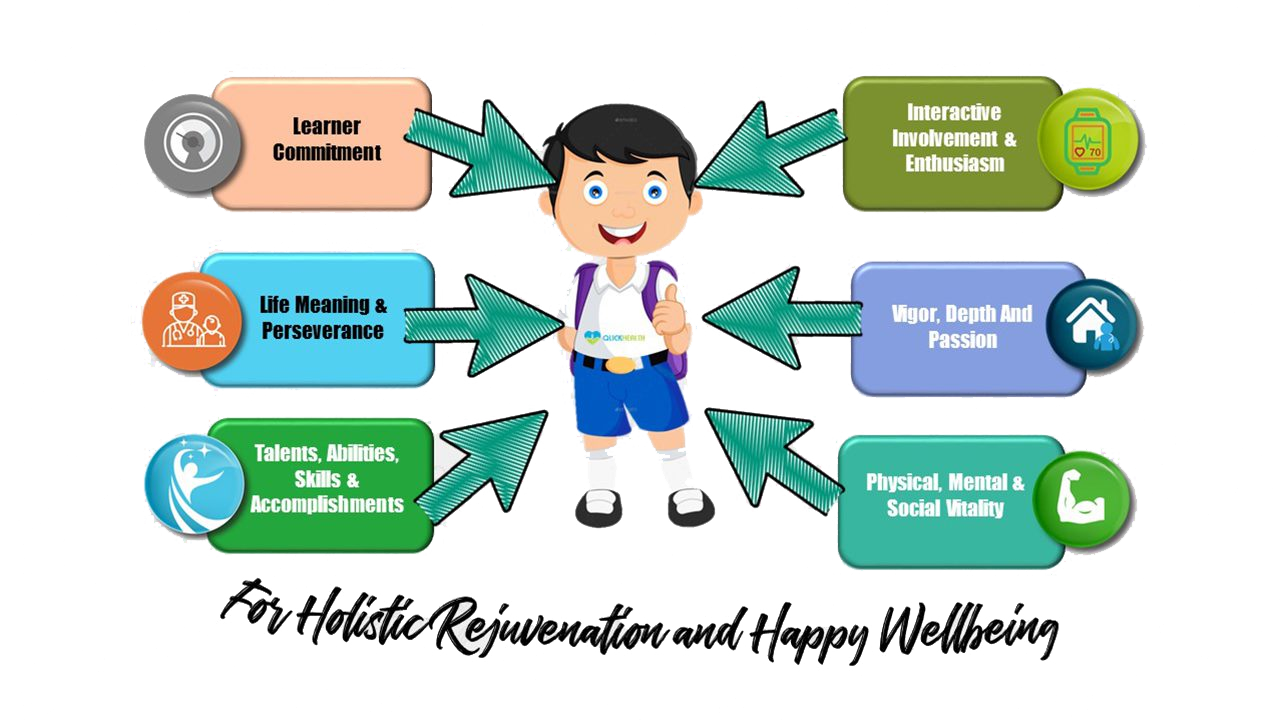 Learner
Commitment
Interactive
Involvement &
Enthusiasm
70
Life Meaning &
Perseverance
Vigor, Depth And
Passion
QUICKHEALTH
Talents, Abilities,
Skills &
Accomplishments
Physical, Mental &
Social Vitality
For Holistic Rejuvenation and Happy Wellbeing